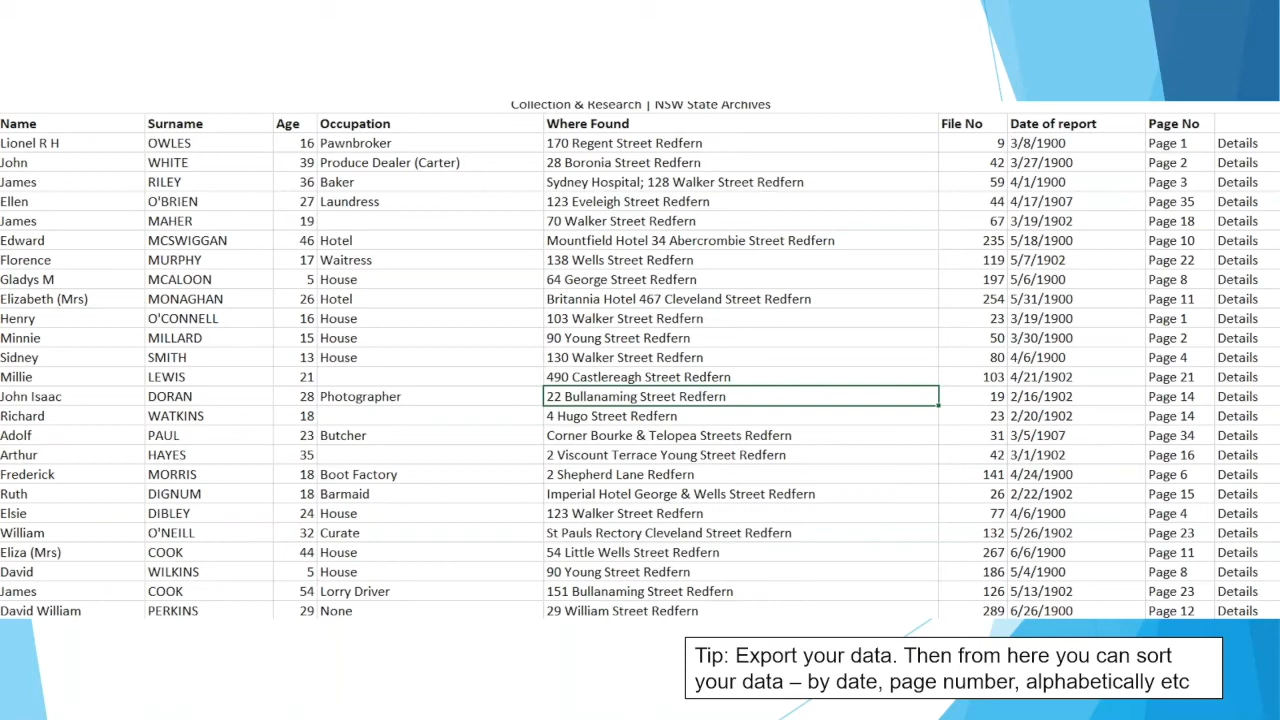 Collection & Research | NSW State Archives
Name Surname Age Occupation Where Found File No Date of report Page No
Lionel R H OWLES 16 Pawnbroker 170 Regent Street Redfern 9 3/8/1900 Page 1 Details
John WHITE 39 Produce Dealer (Carter) 28 Boronia Street Redfern 42 3/27/1900 Page 2 Details
James RILEY 36 Baker Sydney Hospital; 128 Walker Street Redfern 59 4/1/1900 Page 3 Details
Ellen O'BRIEN 27 Laundress 123 Eveleigh Street Redfern 44 4/17/1907 Page 35 Details
James MAHER 19 70 Walker Street Redfern 67 3/19/1902 Page 18 Details
Edward MCSWIGGAN 46 Hotel Mountfield Hotel 34 Abercrombie Street Redfern 235 5/18/1900 Page 10 Details
Florence MURPHY 17 Waitress 138 Wells Street Redfern 119 5/7/1902 Page 22 Details
Gladys M MCALOON 5 House 64 George Street Redfern 197 5/6/1900 Page 8 Details
Elizabeth (Mrs) MONAGHAN 26 Hotel Britannia Hotel 467 Cleveland Street Redfern 254 5/31/1900 Page 11 Details
Henry O'CONNELL 16 House 103 Walker Street Redfern 23 3/19/1900 Page 1 Details
Minnie MILLARD 15 House 90 Young Street Redfern 50 3/30/1900 Page 2 Details
Sidney SMITH 13 House 130 Walker Street Redfern 80 4/6/1900 Page 4 Details
Millie LEWIS 21 490 Castlereagh Street Redfern 103 4/21/1902 Page 21 Details
John Isaac DORAN 28 Photographer 22 Bullanaming Street Redfern 19 2/16/1902 Page 14 Details
Richard WATKINS 18 4 Hugo Street Redfern 23 2/20/1902 Page 14 Details
Adolf PAUL 23 Butcher Corner Bourke & Telopea Streets Redfern 31 3/5/1907 Page 34 Details
Arthur HAYES 35 2 Viscount Terrace Young Street Redfern 42 3/1/1902 Page 16 Details
Frederick MORRIS 18 Boot Factory 2 Shepherd Lane Redfern 141 4/24/1900 Page 6 Details
Ruth DIGNUM 18 Barmaid Imperial Hotel George & Wells Street Redfern 26 2/22/1902 Page 15 Details
Elsie DIBLEY 24 House 123 Walker Street Redfern 77 4/6/1900 Page 4 Details
William O'NEILL 32 Curate St Pauls Rectory Cleveland Street Redfern 132 5/26/1902 Page 23 Details
Eliza (Mrs) COOK 44 House 54 Little Wells Street Redfern 267 6/6/1900 Page 11 Details
David WILKINS 5 House 90 Young Street Redfern 186 5/4/1900 Page 8 Details
James COOK 54 Lorry Driver 151 Bullanaming Street Redfern 126 5/13/1902 Page 23 Details
David William PERKINS 29 None 29 William Street Redfern 289 6/26/1900 Page 12 Details
Tip: Export your data. Then from here you can sort
your data – by date, page number, alphabetically etc